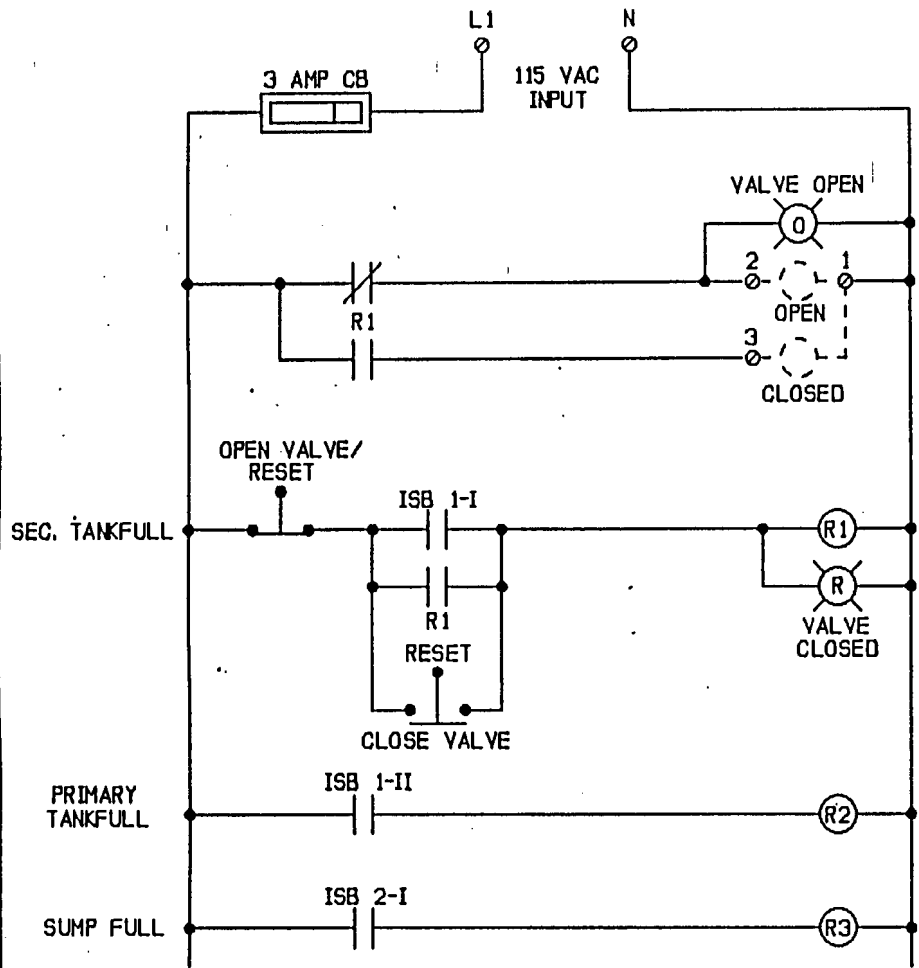 L1 N
3 AMP CB
115 VAC
INPUT
VALVE OPEN
O
2 1
OPEN
R1
3
CLOSED
OPEN VALVE/
RESET
ISB 1-I
SEC. TANKFULL
R1
R
R1
VALVE
CLOSED
RESET
CLOSE VALVE
ISB 1-II
PRIMARY
TANKFULL
R2
ISB 2-I
SUMP FULL
R3